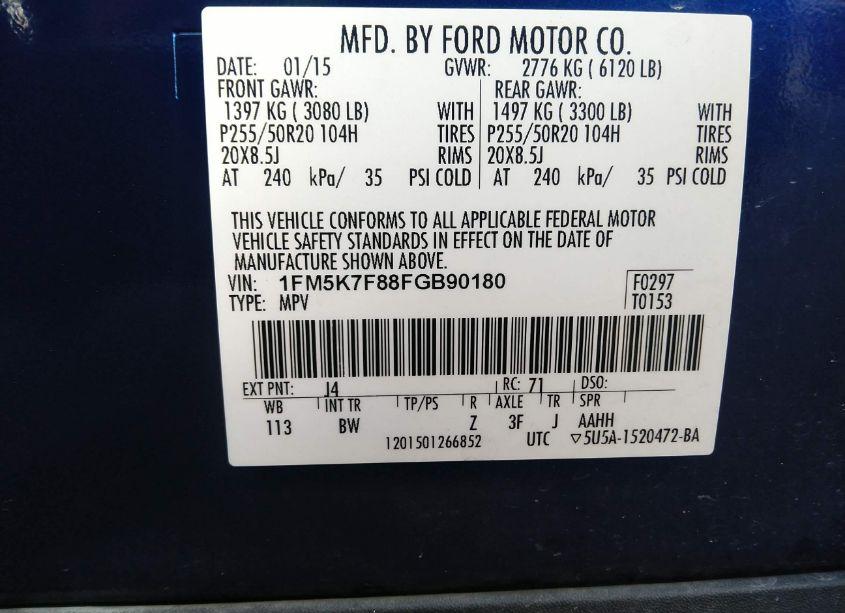 MFD. BY FORD MOTOR CO.
DATE: 01/15 GVWR: 2776 KG ( 6120 LB)
FRONT GAWR: REAR GAWR:
1397 KG ( 3080 LB) WITH 1497 KG ( 3300 LB) WITH
P255/50R20 104H TIRES P255/50R20 104H TIRES
20X8.5J RIMS 20X8.5J RIMS
AT 240 kPa/ 35 PSI COLD AT 240 kPa/ 35 PSI COLD
THIS VEHICLE CONFORMS TO ALL APPLICABLE FEDERAL MOTOR
VEHICLE SAFETY STANDARDS IN EFFECT ON THE DATE OF
MANUFACTURE SHOWN ABOVE.
VIN: 1FM5K7F88FGB90180 F0297
TYPE: MPV T0153
EXT PNT: J4 RC: 71 DSO:
WB INT TR TP/PS R AXLE TR SPR
113 BW Z 3F J AAHH
1201501266852 UTC ▽5U5A-1520472-BA